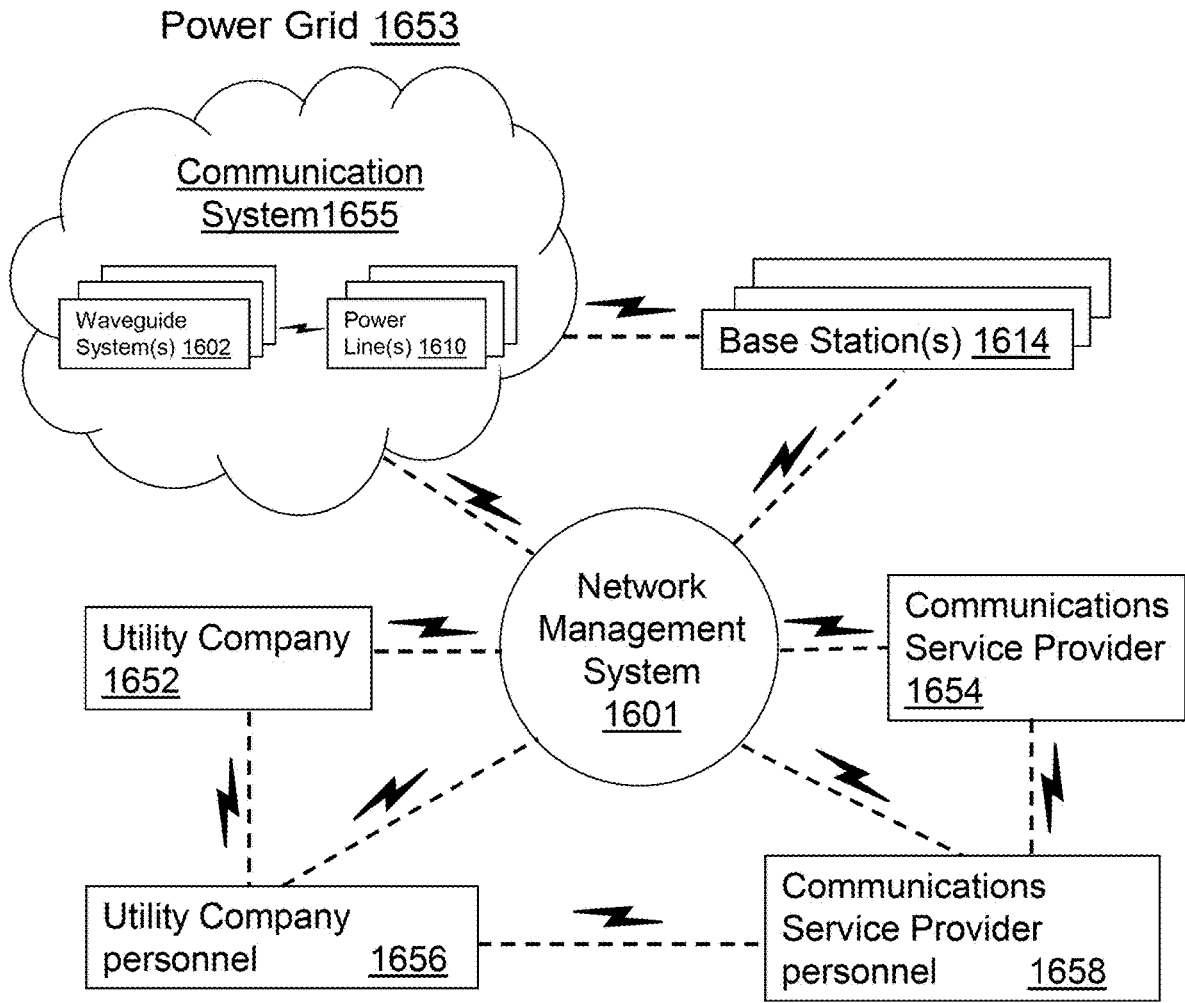 Power Grid 1653
Communication
System1655
Waveguide
System(s) 1602
Power
Line(s) 1610
Base Station(s) 1614
Network
Management
System
1601
Utility Company
1652
Communications
Service Provider
1654
Utility Company
personnel 1656
Communications
Service Provider
personnel 1658